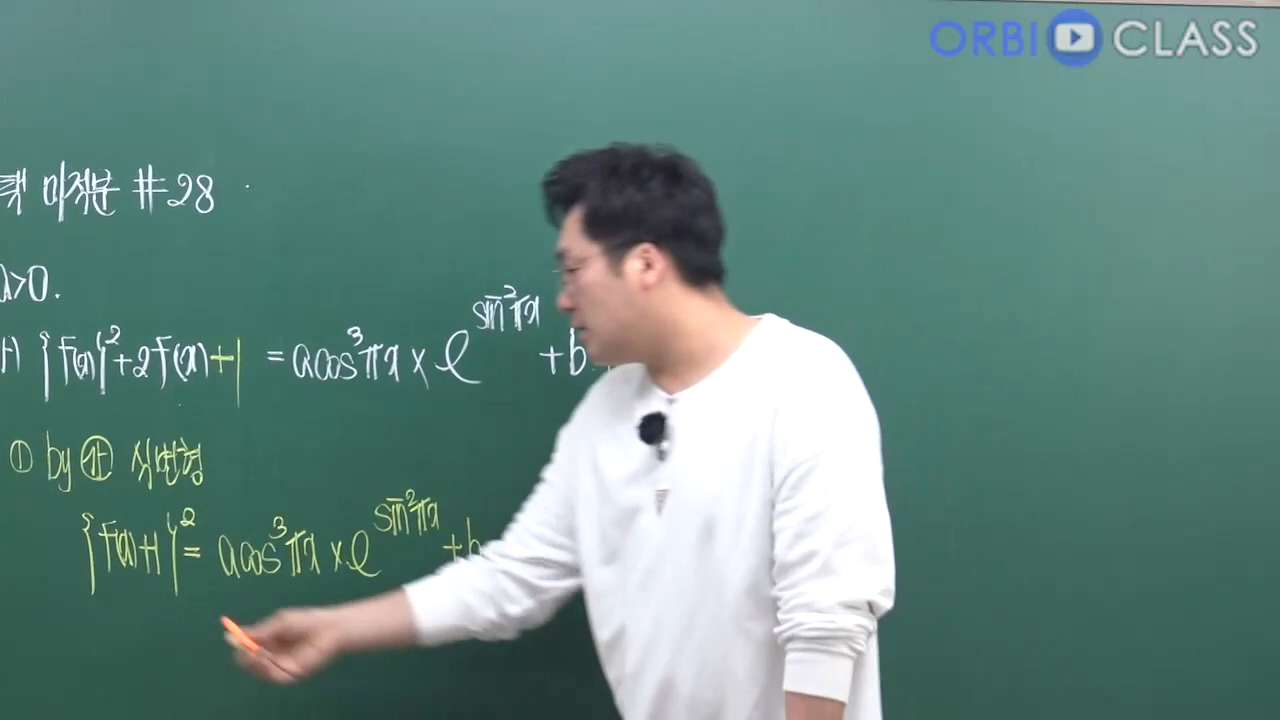 ORBI CLASS
미적분 #28
a>0.
{f(x)}²+2f(x)+1 = acos³πx × e^{sin²πx} + b
① by ㉮ 식변형
{f(x)+1}² = acos³πx × e^{sin²πx} + b